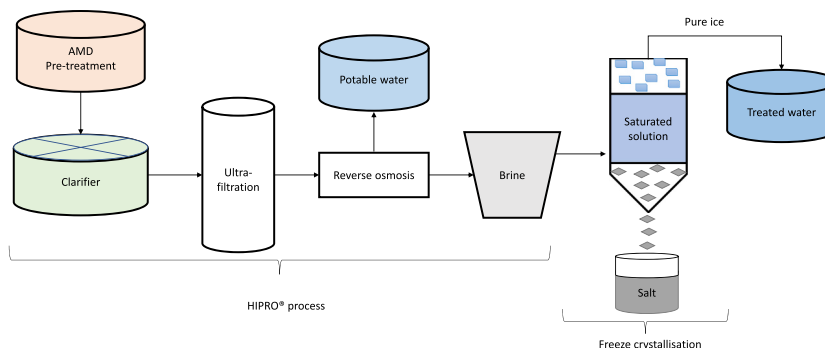 Pure ice
AMD
Pre-treatment
Potable water
Treated water
Saturated
solution
Clarifier
Ultra-
filtration
Reverse osmosis
Brine
Salt
HIPRO® process
Freeze crystallisation